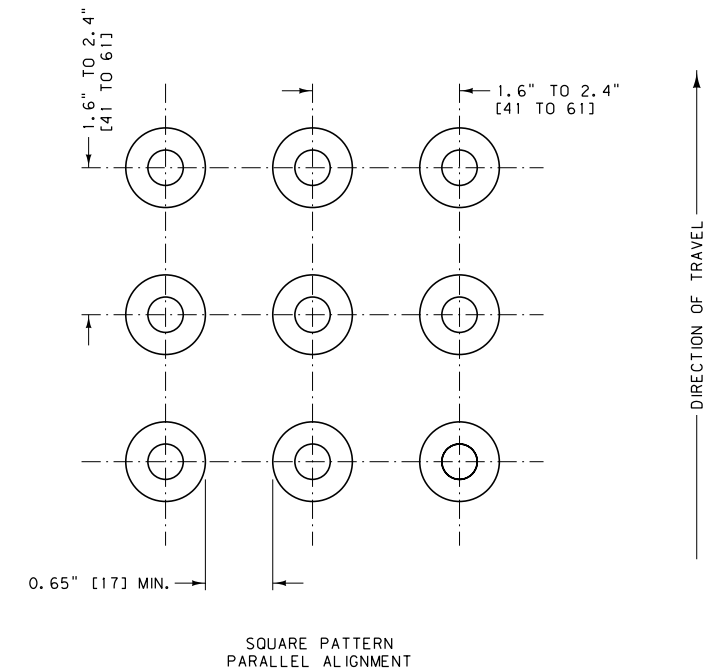 1.6" TO 2.4"
[41 TO 61]
1.6" TO 2.4"
[41 TO 61]
DIRECTION OF TRAVEL
0.65" [17] MIN.
SQUARE PATTERN
PARALLEL ALIGNMENT